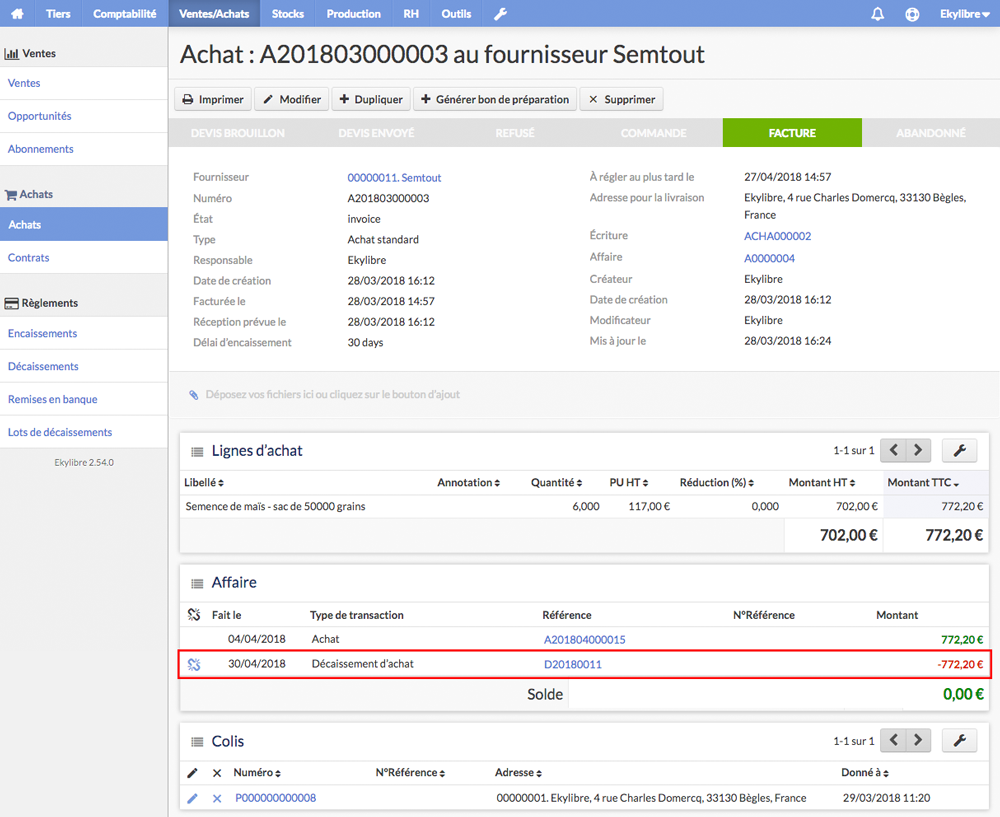 Tiers Comptabilité Ventes/Achats Stocks Production RH Outils Ekylibre
Ventes
Ventes
Opportunités
Abonnements
Achats
Achats
Contrats
Règlements
Encaissements
Décaissements
Remises en banque
Lots de décaissements
Ekylibre 2.54.0
Achat : A201803000003 au fournisseur Semtout
Imprimer Modifier Dupliquer Générer bon de préparation Supprimer
DEVIS BROUILLON DEVIS ENVOYÉ REFUSÉ COMMANDE FACTURE ABANDONNÉ
Fournisseur 00000011. Semtout
Numéro A201803000003
État invoice
Type Achat standard
Responsable Ekylibre
Date de création 28/03/2018 16:12
Facturée le 28/03/2018 14:57
Réception prévue le 28/03/2018 16:12
Délai d'encaissement 30 days
À régler au plus tard le 27/04/2018 14:57
Adresse pour la livraison Ekylibre, 4 rue Charles Domercq, 33130 Bègles,
France
Écriture ACHA000002
Affaire A0000004
Créateur Ekylibre
Date de création 28/03/2018 16:12
Modificateur Ekylibre
Mis à jour le 28/03/2018 16:24
Déposez vos fichiers ici ou cliquez sur le bouton d'ajout
Lignes d'achat 1-1 sur 1
Libellé Annotation Quantité PU HT Réduction (%) Montant HT Montant TTC
Semence de maïs - sac de 50000 grains 6,000 117,00 € 0,000 702,00 € 772,20 €
702,00 € 772,20 €
Affaire
Fait le Type de transaction Référence N°Référence Montant
04/04/2018 Achat A201804000015 772,20 €
30/04/2018 Décaissement d'achat D20180011 -772,20 €
Solde 0,00 €
Colis 1-1 sur 1
Numéro N°Référence Adresse Donné à
P000000000008 00000001. Ekylibre, 4 rue Charles Domercq, 33130 Bègles, France 29/03/2018 11:20